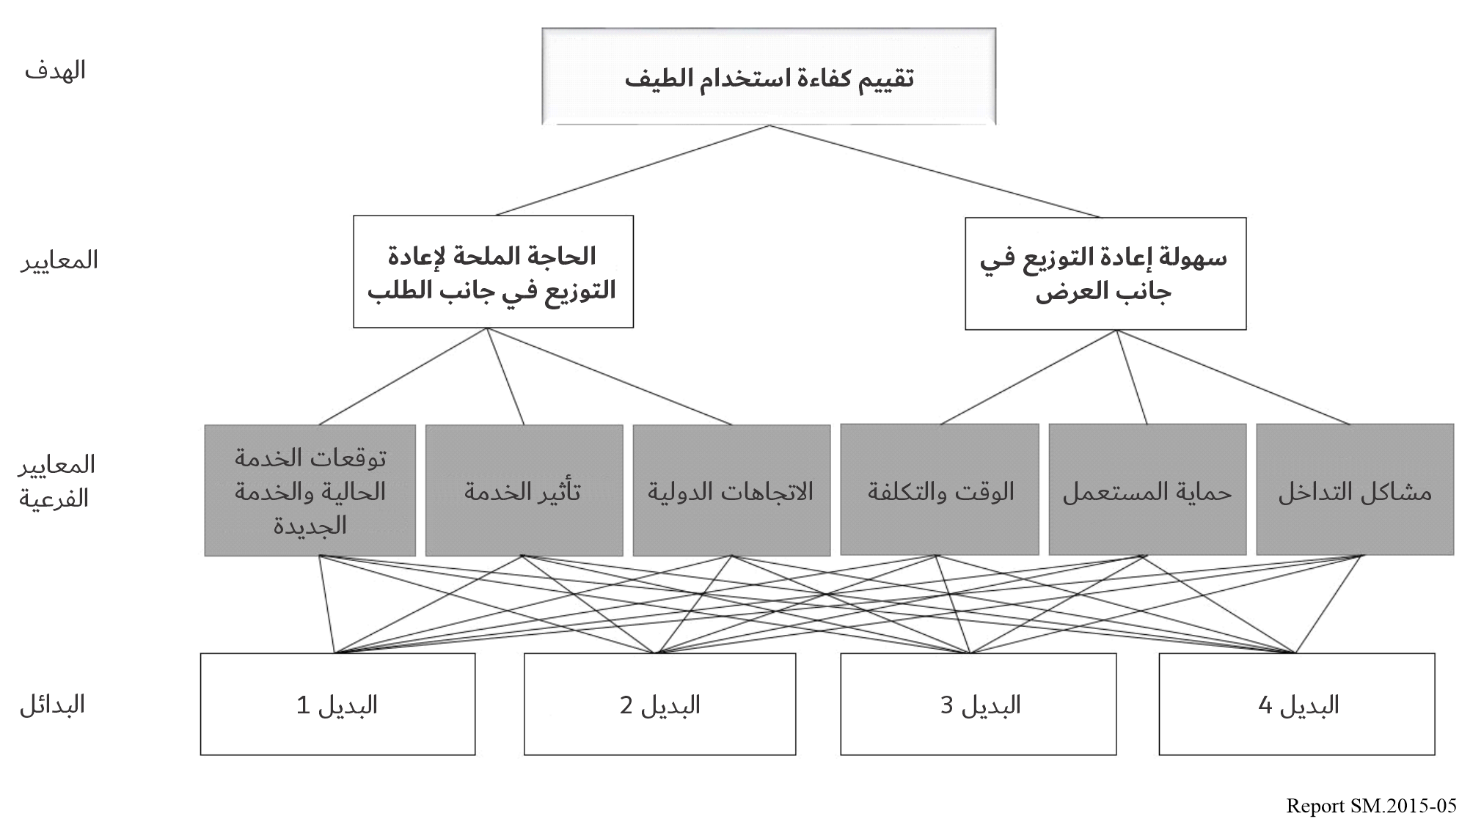 الهدف
تقييم كفاءة استخدام الطيف
المعايير
سهولة إعادة التوزيع في
جانب العرض
الحاجة الملحة لإعادة
التوزيع في جانب الطلب
المعايير
الفرعية
مشاكل التداخل
حماية المستعمل
الوقت والتكلفة
الاتجاهات الدولية
تأثير الخدمة
توقعات الخدمة
الحالية والخدمة
الجديدة
البدائل
البديل 4
البديل 3
البديل 2
البديل 1
Report SM.2015-05